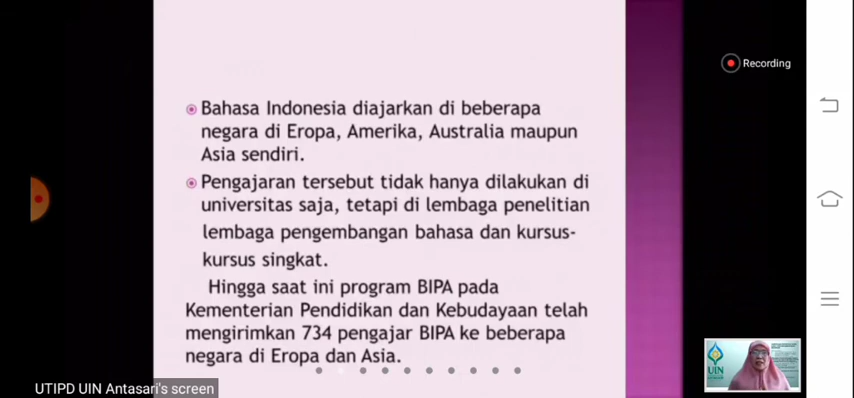 Recording
Bahasa Indonesia diajarkan di beberapa
negara di Eropa, Amerika, Australia maupun
Asia sendiri.
Pengajaran tersebut tidak hanya dilakukan di
universitas saja, tetapi di lembaga penelitian
lembaga pengembangan bahasa dan kursus-
kursus singkat.
Hingga saat ini program BIPA pada
Kementerian Pendidikan dan Kebudayaan telah
mengirimkan 734 pengajar BIPA ke beberapa
negara di Eropa dan Asia.
UIN
UTIPD UIN Antasari's screen